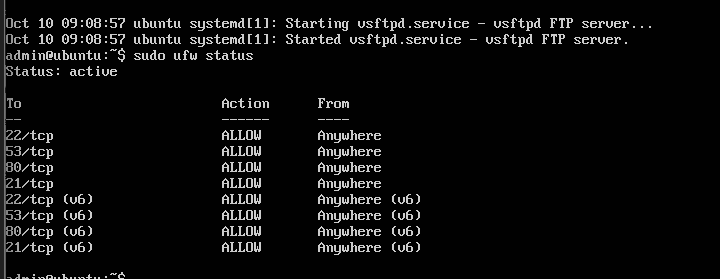 Oct 10 09:08:57 ubuntu systemd[1]: Starting vsftpd.service - vsftpd FTP server...
Oct 10 09:08:57 ubuntu systemd[1]: Started vsftpd.service - vsftpd FTP server.
admin@ubuntu:~$ sudo ufw status
Status: active
To Action From
-- ------ ----
22/tcp ALLOW Anywhere
53/tcp ALLOW Anywhere
80/tcp ALLOW Anywhere
21/tcp ALLOW Anywhere
22/tcp (v6) ALLOW Anywhere (v6)
53/tcp (v6) ALLOW Anywhere (v6)
80/tcp (v6) ALLOW Anywhere (v6)
21/tcp (v6) ALLOW Anywhere (v6)
admin@ubuntu:~$